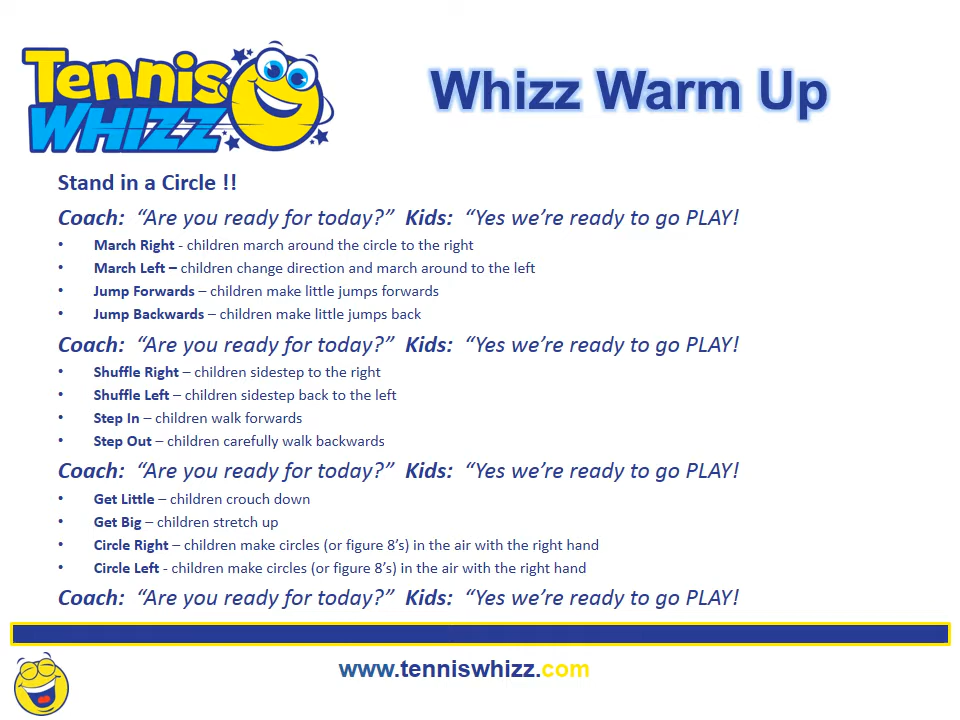 Tennis
WHIZZ
Whizz Warm Up
Stand in a Circle !!
Coach: “Are you ready for today?” Kids: “Yes we’re ready to go PLAY!
• March Right - children march around the circle to the right
• March Left – children change direction and march around to the left
• Jump Forwards – children make little jumps forwards
• Jump Backwards – children make little jumps back
Coach: “Are you ready for today?” Kids: “Yes we’re ready to go PLAY!
• Shuffle Right – children sidestep to the right
• Shuffle Left – children sidestep back to the left
• Step In – children walk forwards
• Step Out – children carefully walk backwards
Coach: “Are you ready for today?” Kids: “Yes we’re ready to go PLAY!
• Get Little – children crouch down
• Get Big – children stretch up
• Circle Right – children make circles (or figure 8’s) in the air with the right hand
• Circle Left - children make circles (or figure 8’s) in the air with the right hand
Coach: “Are you ready for today?” Kids: “Yes we’re ready to go PLAY!
www.tenniswhizz.com